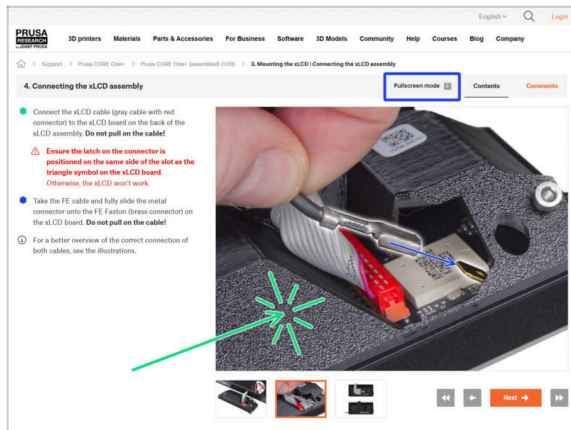 English
Login
PRUSA
RESEARCH
by JOSEF PRUSA
3D printers
Materials
Parts & Accessories
For Business
Software
3D Models
Community
Help
Courses
Blog
Company
Support > Prusa CORE One+ > Prusa CORE One+ (assembled) (1.00) > 3. Mounting the xLCD | Connecting the xLCD assembly
4. Connecting the xLCD assembly
Fullscreen mode
Contents
Comments
Connect the xLCD cable (gray cable with red
connector) to the xLCD board on the back of the
xLCD assembly. Do not pull on the cable!
Ensure the latch on the connector is
positioned on the same side of the slot as the
triangle symbol on the xLCD board.
Otherwise, the xLCD won't work.
Take the FE cable and fully slide the metal
connector onto the FE Faston (brass connector) on
the xLCD board. Do not pull on the cable!
For a better overview of the correct connection of
both cables, see the illustrations.
Next